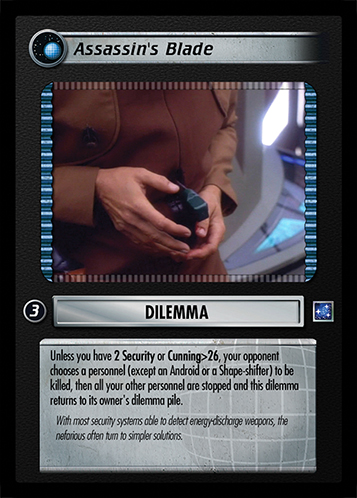 Assassin's Blade
3
DILEMMA
Unless you have 2 Security or Cunning>26, your opponent
chooses a personnel (except an Android or a Shape-shifter) to be
killed, then all your other personnel are stopped and this dilemma
returns to its owner's dilemma pile.
With most security systems able to detect energy-discharge weapons, the
nefarious often turn to simpler solutions.